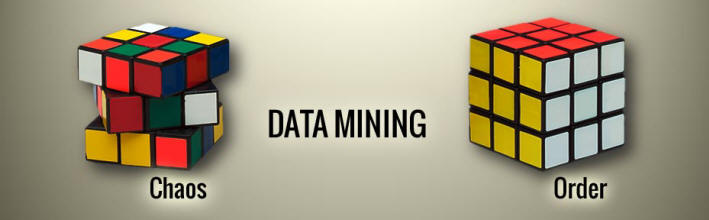 DATA MINING
Chaos
Order